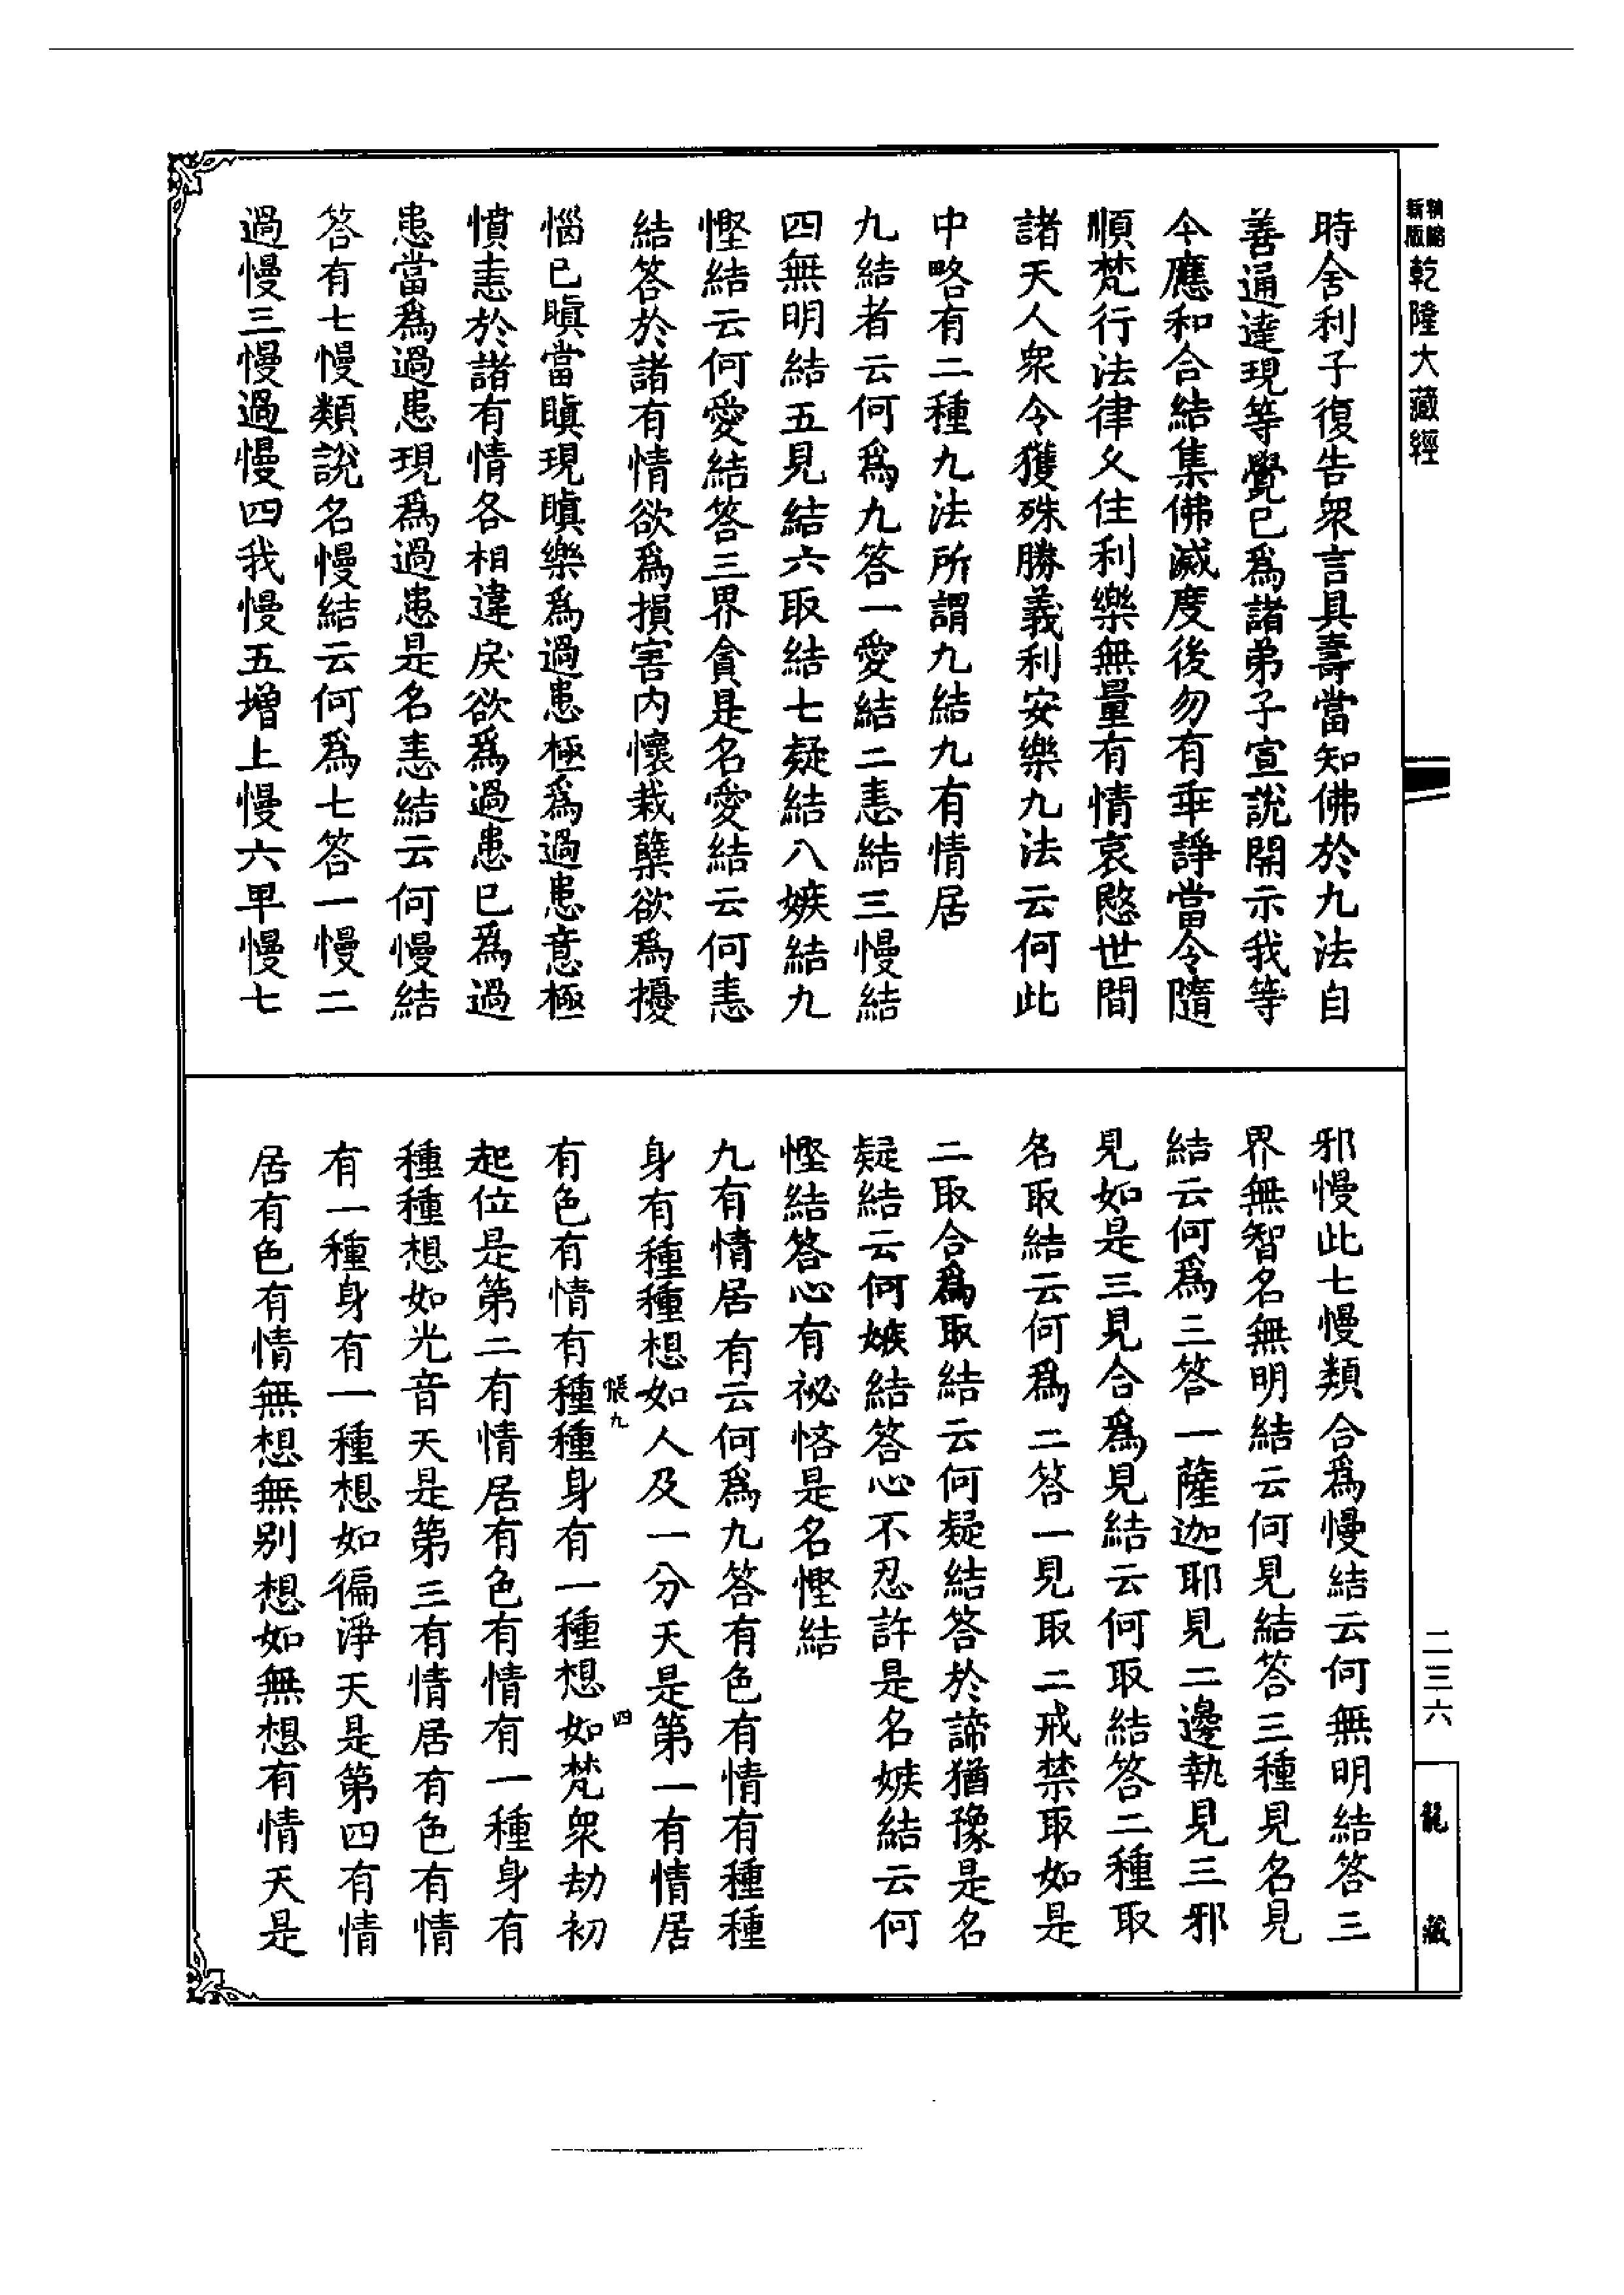 新版
精縮
乾隆大藏經
時舍利子復告衆言具壽當知佛於九法自
善通達現等覺已爲諸弟子宣說開示我等
今應和合結集佛滅度後勿有乖諍當令隨
順梵行法律久住利樂無量有情哀愍世間
諸天人衆令獲殊勝義利安樂九法云何此
中略有二種九法所謂九結九有情居
九結者云何爲九答一愛結二恚結三慢結
四無明結五見結六取結七疑結八嫉結九
慳結云何愛結答三界貪是名愛結云何恚
結答於諸有情欲爲損害内懷栽蘖欲爲擾
惱已瞋當瞋現瞋樂爲過患極爲過患意極
憤恚於諸有情各相違戾欲爲過患已爲過
患當爲過患現爲過患是名恚結云何慢結
答有七慢類說名慢結云何爲七答一慢二
過慢三慢過慢四我慢五增上慢六卑慢七
邪慢此七慢類合爲慢結云何無明結答三
界無智名無明結云何見結答三種見名見
結云何爲三答一薩迦耶見二邊執見三邪
見如是三見合爲見結云何取結答二種取
名取結云何爲二答一見取二戒禁取如是
二取合爲取結云何疑結答於諦猶豫是名
疑結云何嫉結答心不忍許是名嫉結云何
慳結答心有祕悋是名慳結
九有情居有云何爲九答有色有情有種種
身有種種想如人及一分天是第一有情居
帳九
四
有色有情有種種身有一種想如梵衆劫初
起位是第二有情居有色有情有一種身有
種種想如光音天是第三有情居有色有情
有一種身有一種想如徧淨天是第四有情
居有色有情無想無別想如無想有情天是
二三六
龍藏